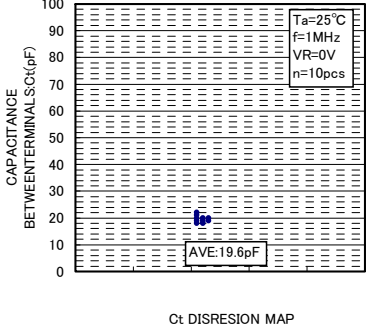 100
90
80
70
60
50
40
30
20
10
0
CAPACITANCE
BETWEENTERMINALS:Ct(pF)
Ta=25℃
f=1MHz
VR=0V
n=10pcs
AVE:19.6pF
Ct DISRESION MAP